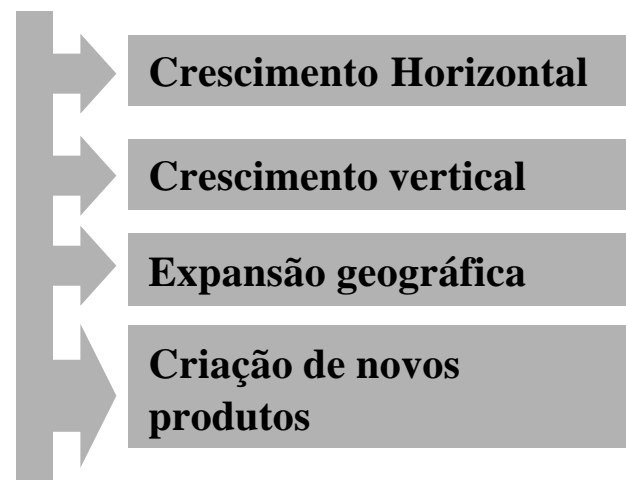 Crescimento Horizontal
Crescimento vertical
Expansão geográfica
Criação de novos
produtos